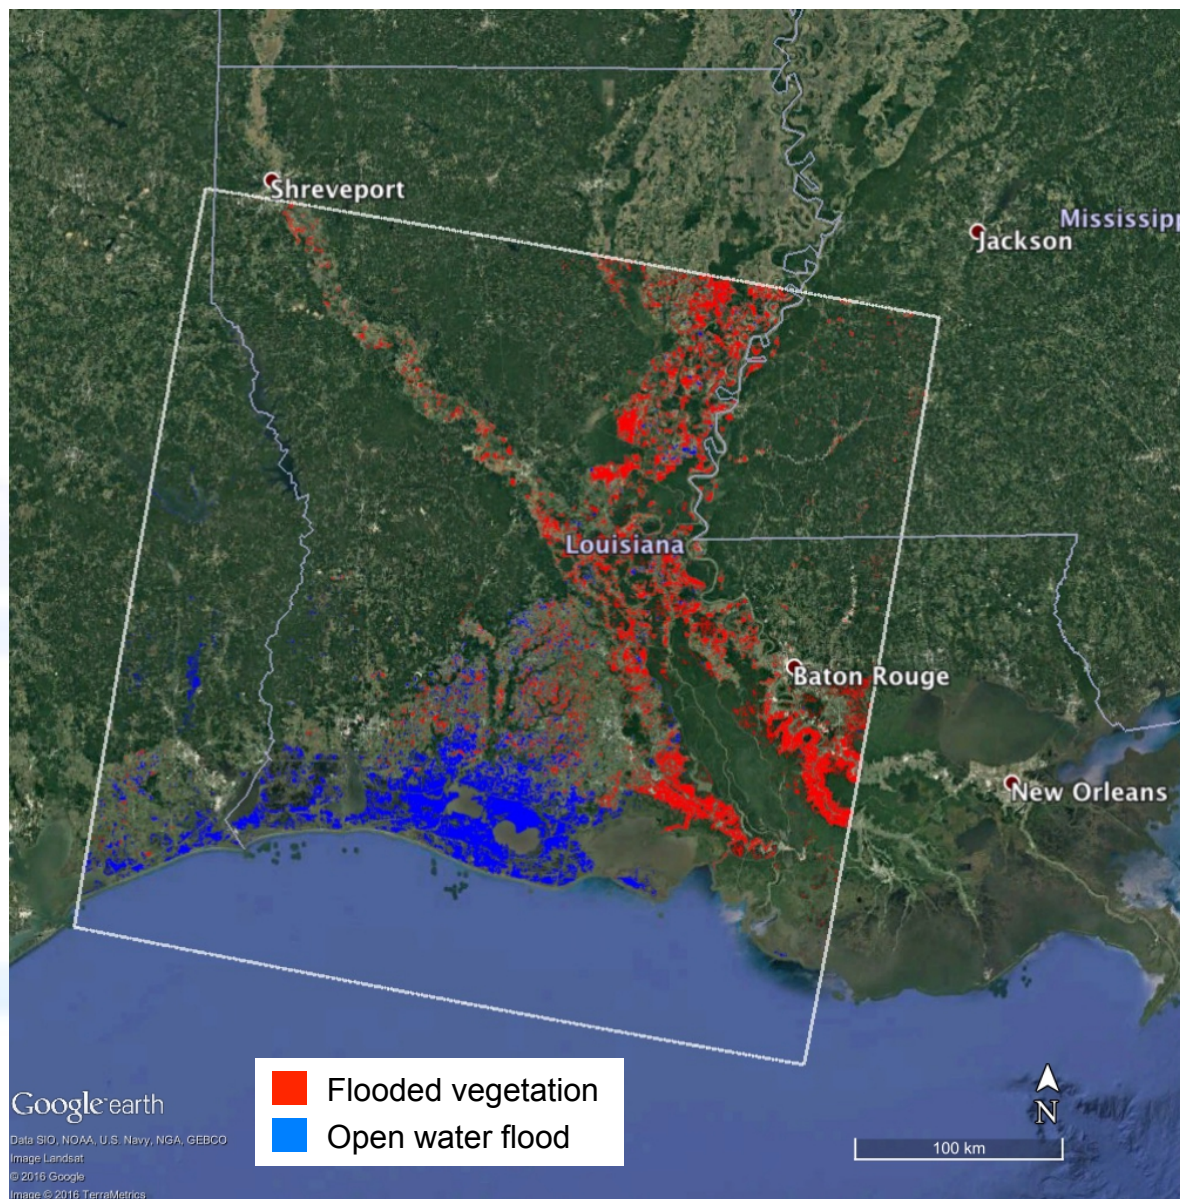 Shreveport
Mississipp
Jackson
Louisiana
Baton Rouge
New Orleans
Flooded vegetation
Open water flood
N
100 km
Google earth
Data SIO, NOAA, U.S. Navy, NGA, GEBCO
Image Landsat
© 2016 Google
Image © 2016 TerraMetrics